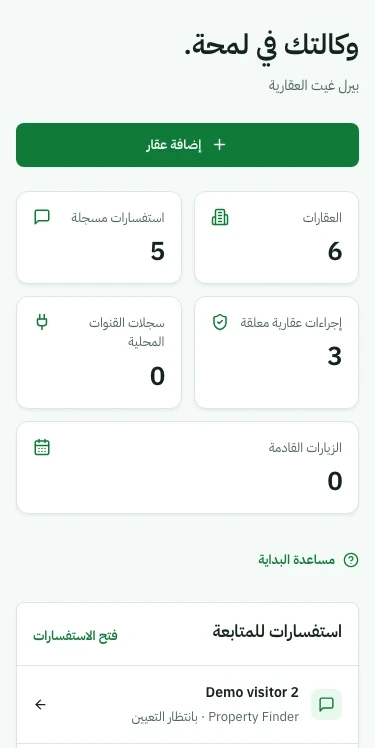 وكالتك في لمحة.
بيرل غيت العقارية
إضافة عقار
العقارات
6
استفسارات مسجلة
5
إجراءات عقارية معلقة
3
سجلات القنوات
المحلية
0
الزيارات القادمة
0
مساعدة البداية
استفسارات للمتابعة
فتح الاستفسارات
Demo visitor 2
Property Finder · بانتظار التعيين